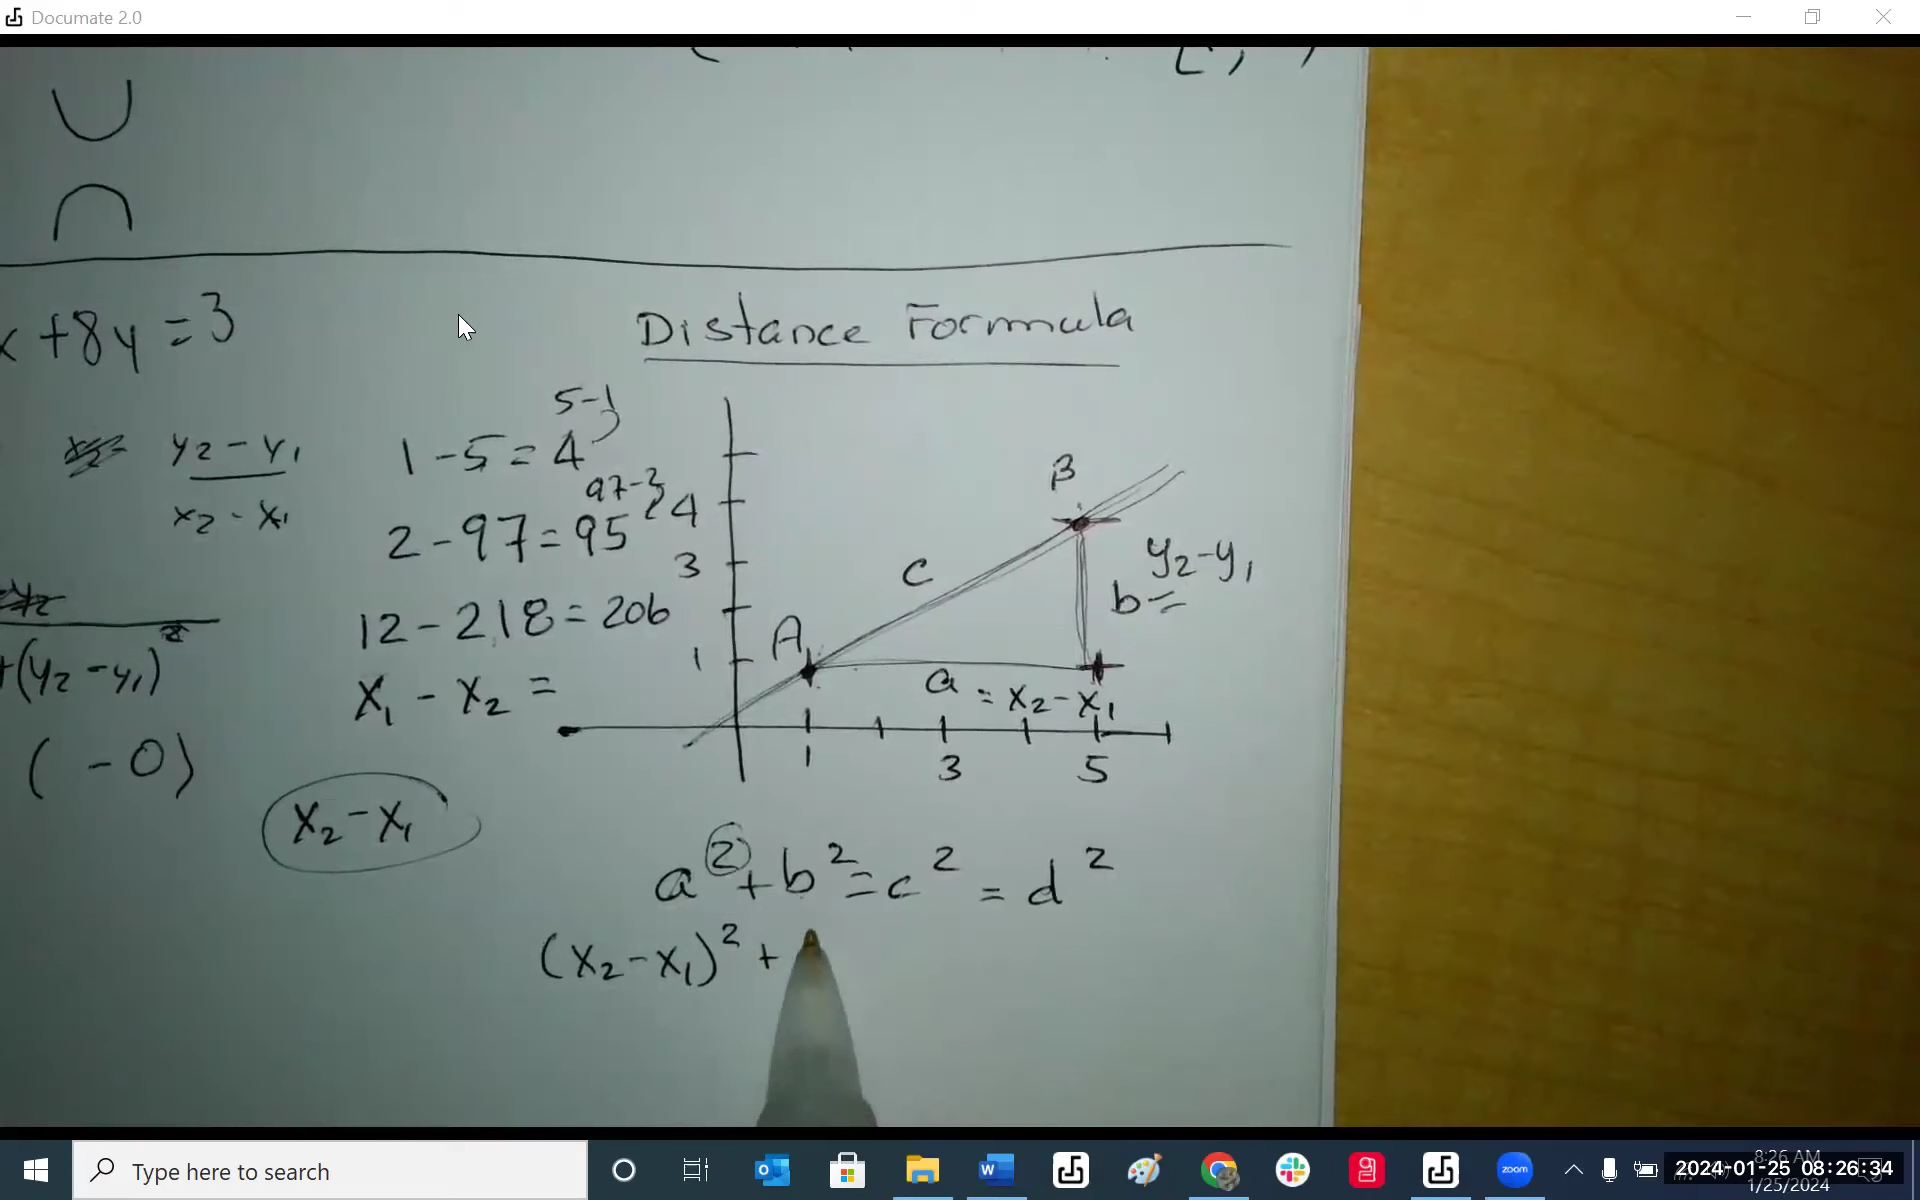 Documate 2.0
x + 8y = 3
Distance Formula
5-1
1 - 5 = 4
y₂ - y₁
x₂ - x₁
97-2
2 - 97 = 95
4
3
12 - 218 = 206
1
x₁ - x₂ =
+(y₂ - y₁)²
( - 0)
x₂ - x₁
A
B
C
y₂ - y₁
b =
a = x₂ - x₁
1
3
5
a² + b² = c² = d²
(x₂ - x₁)² +
Type here to search
zoom
8:26 AM
2024-01-25 08:26:34
1/25/2024